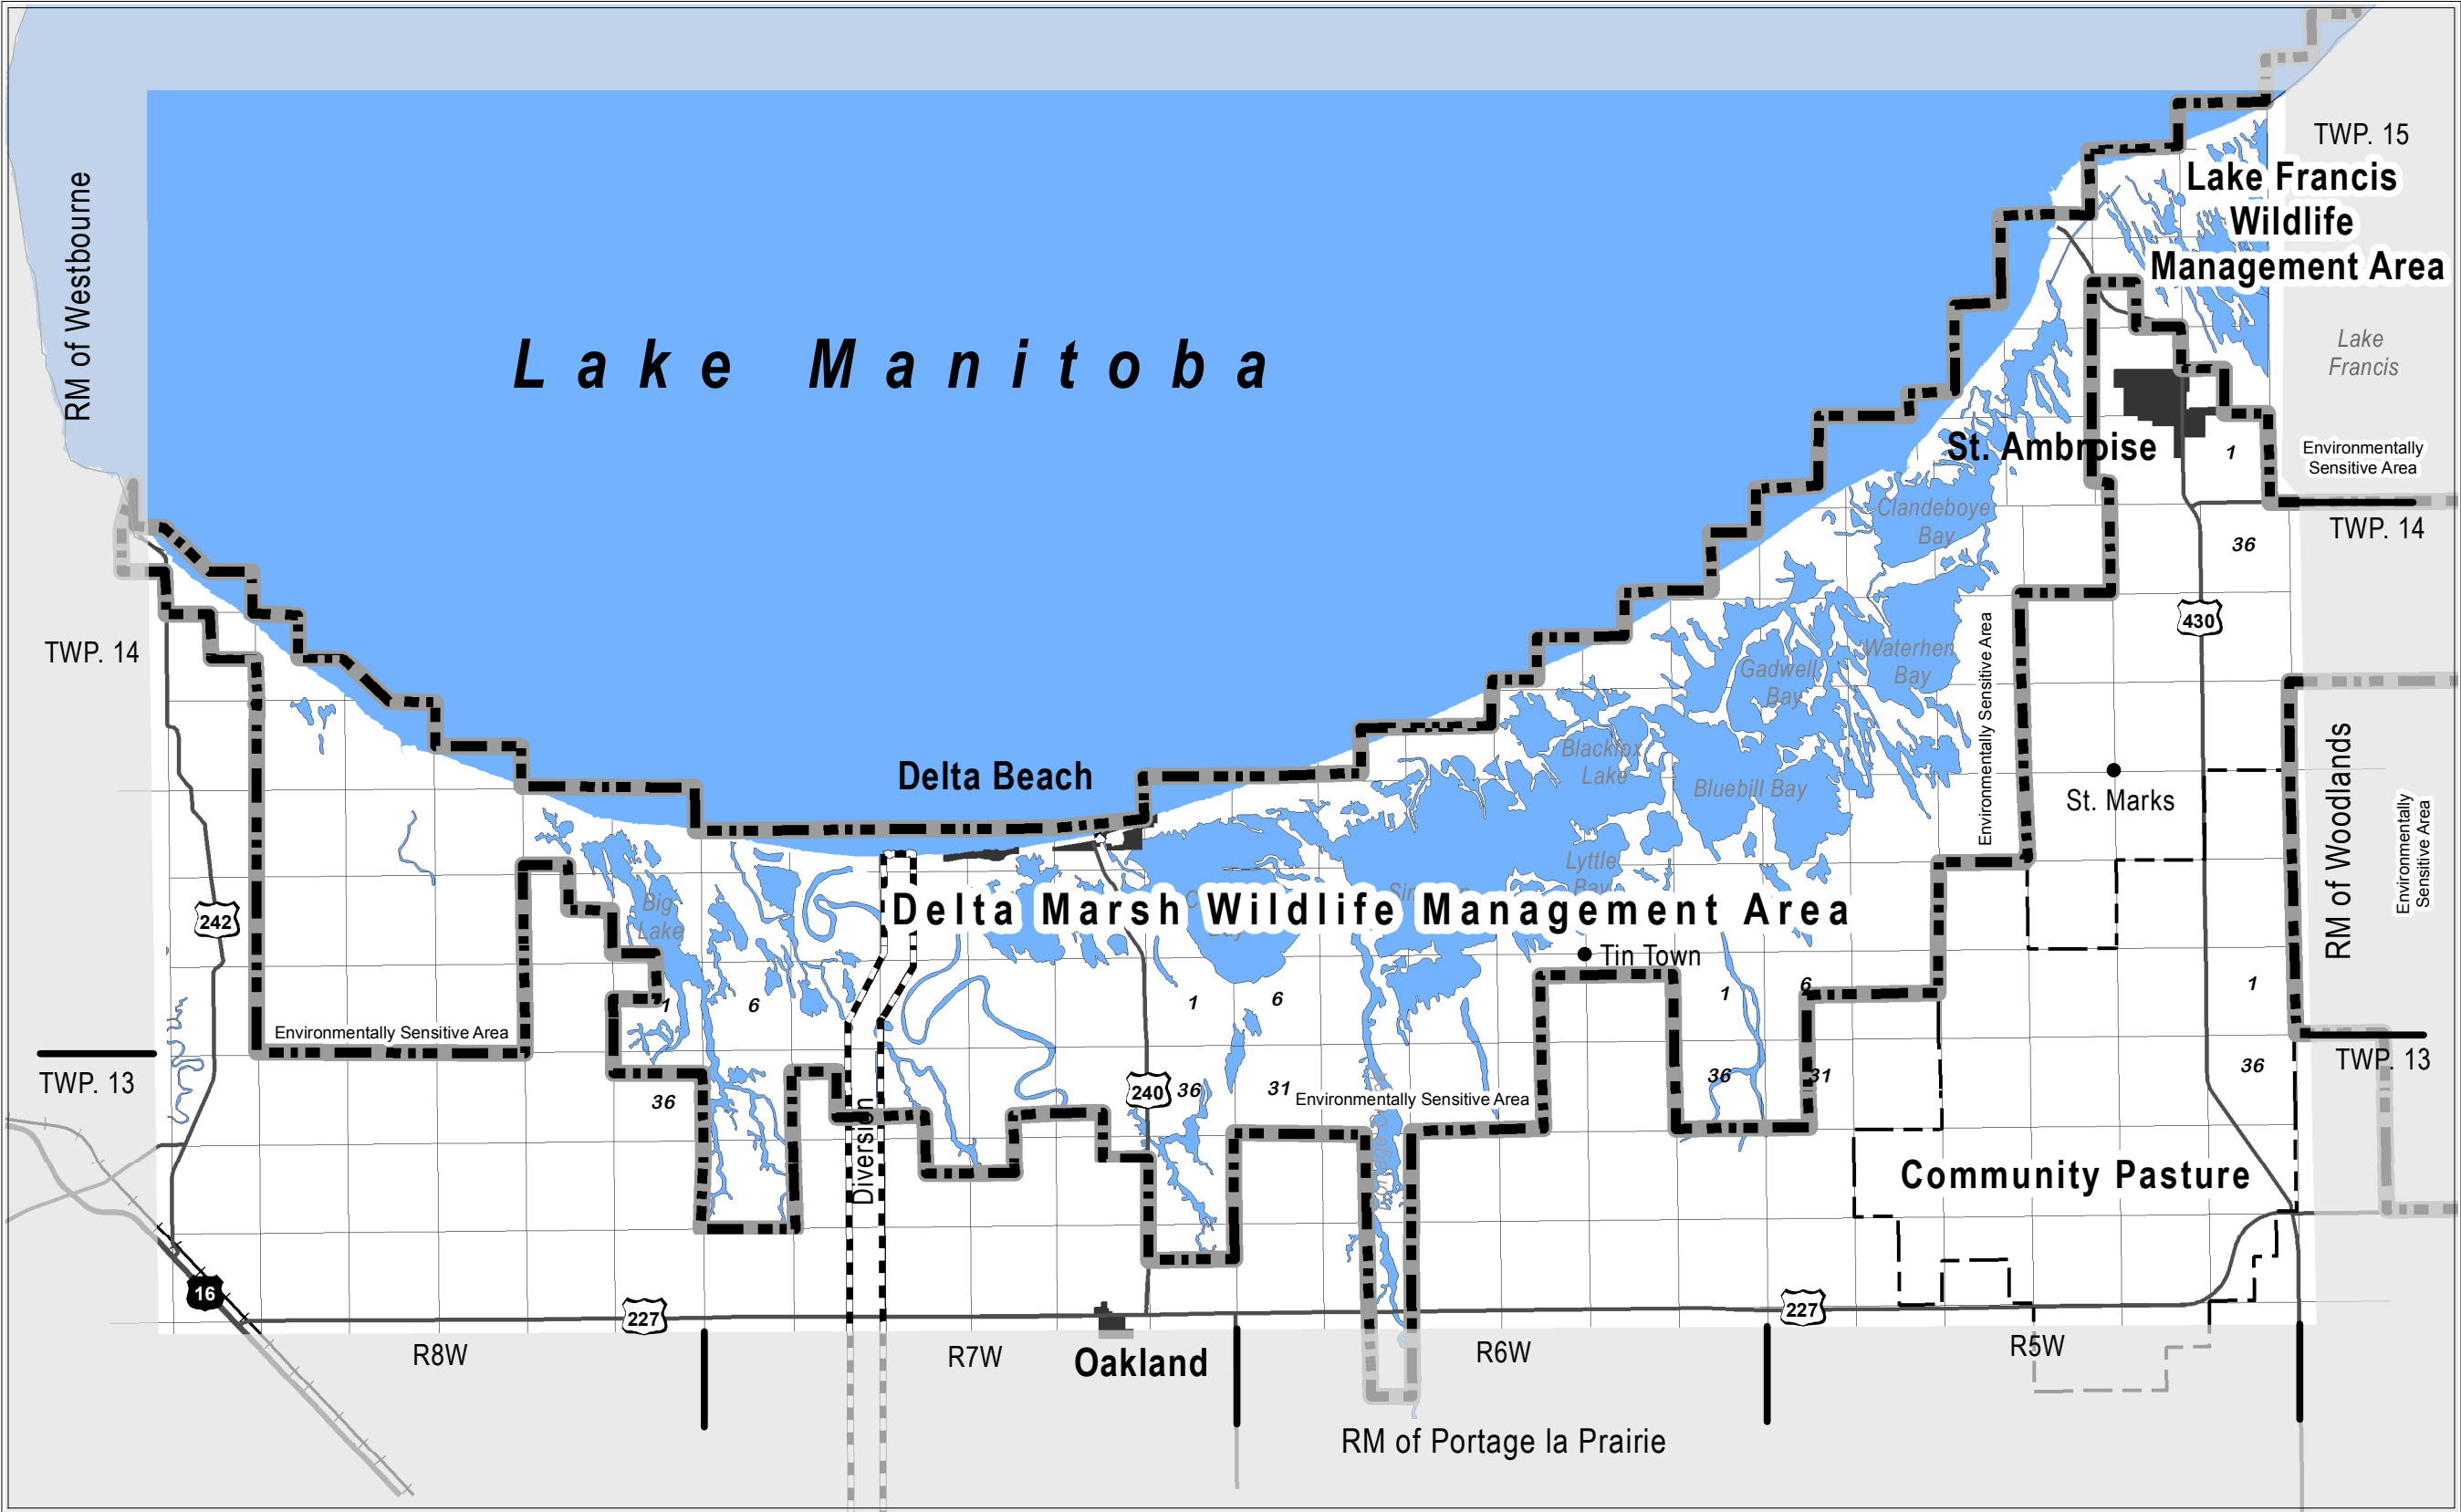 TWP. 15
Lake Francis
Wildlife
Management Area
RM of Westbourne
Lake Manitoba
Lake
Francis
St. Ambroise
1
Environmentally
Sensitive Area
Clandeboye
Bay
TWP. 14
36
430
TWP. 14
Environmentally Sensitive Area
Waterhen
Bay
Gadwell
Bay
Blackfox
Lake
Bluebill Bay
Delta Beach
St. Marks
RM of Woodlands
Environmentally
Sensitive Area
Lyttle
Bay
Big
Lake
242
Delta Marsh Wildlife Management Area
Tin Town
1
6
1
6
1
6
1
Environmentally Sensitive Area
TWP. 13
36
240
36
31
Environmentally Sensitive Area
36
31
36
TWP. 13
Diversion
Portage Creek
Community Pasture
16
227
227
R8W
R7W
Oakland
R6W
R5W
RM of Portage la Prairie